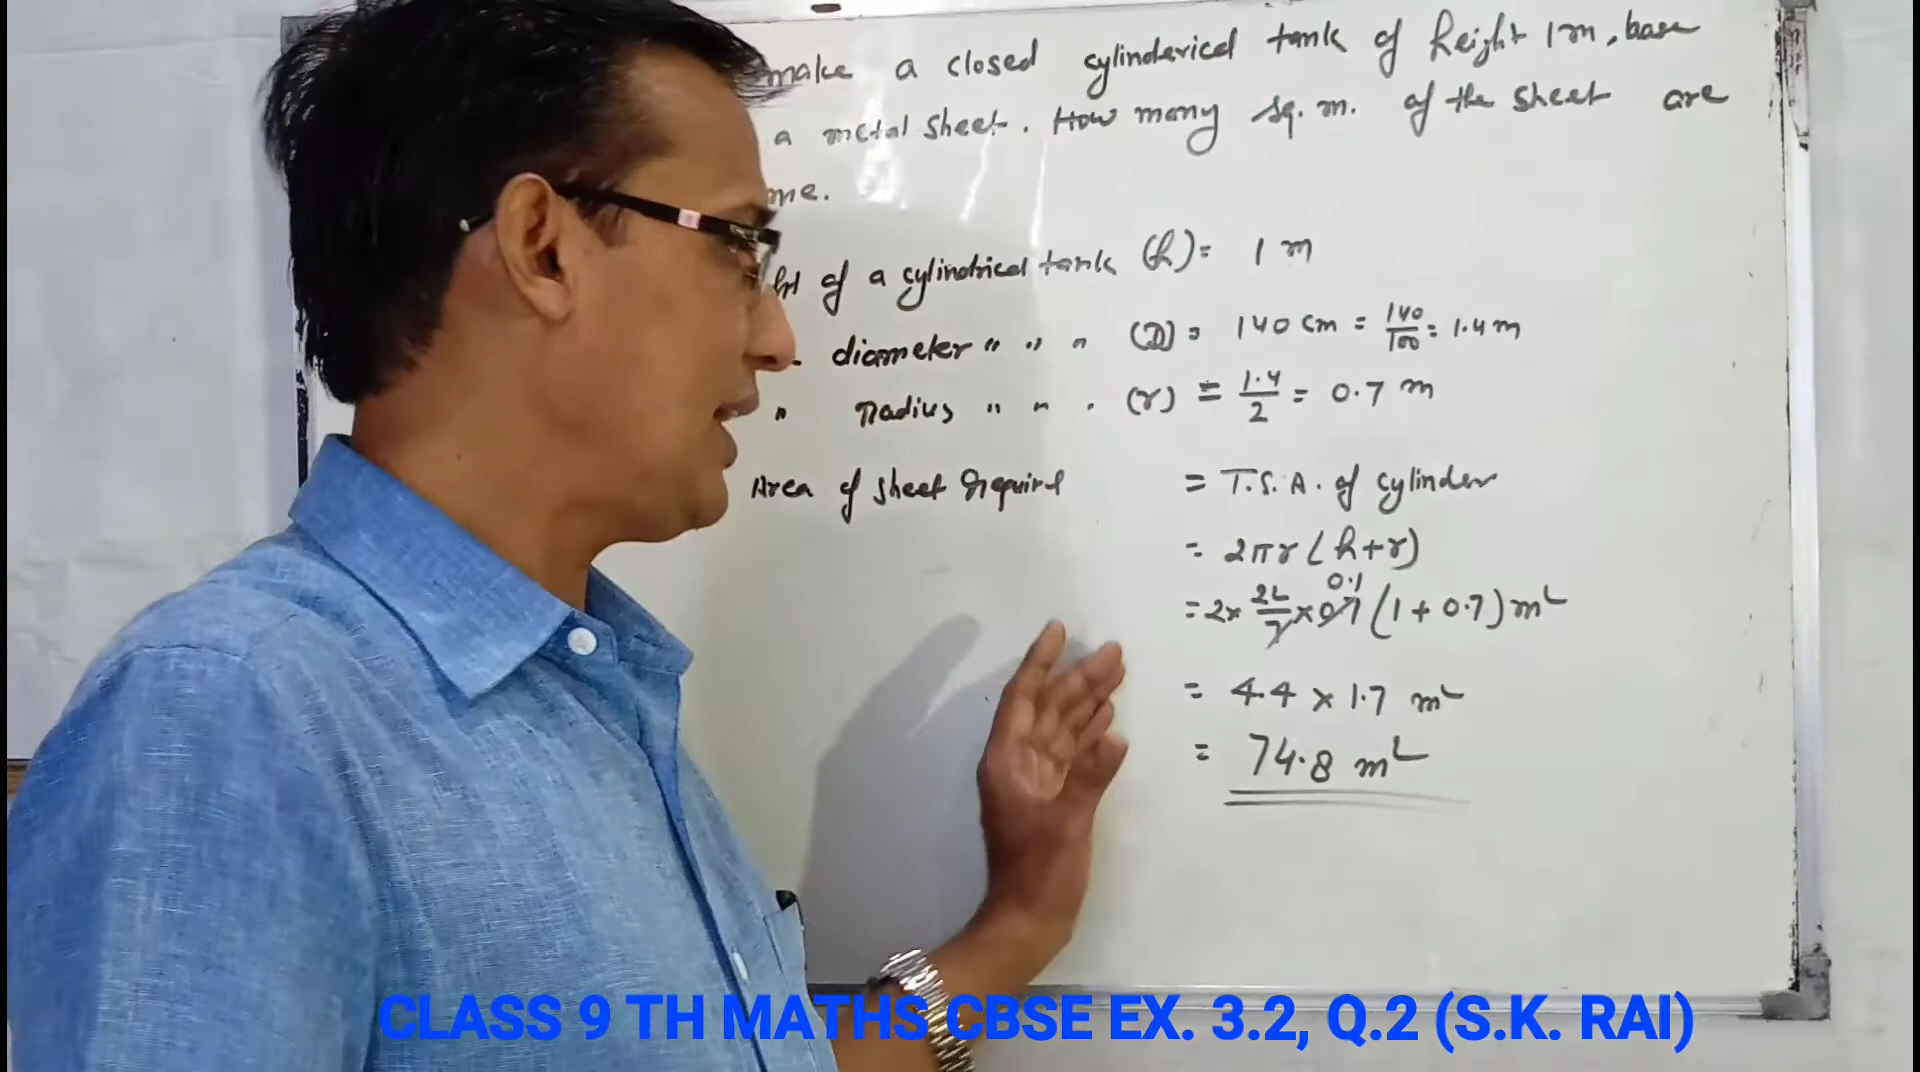 make a closed cylinderical tank of height 1m, base
a metal sheet. How many sq. m. of the sheet are
me.
ht of a cylindrical tank (h) = 1 m
diameter " " " (D) = 140 cm = 140/100 = 1.4 m
" Radius " " " (r) = 1.4/2 = 0.7 m
Area of sheet required = T.S.A. of cylinder
= 2πr (h+r)
= 2 × 22/7 × 0.7 0.1 (1 + 0.7) m²
= 4.4 × 1.7 m²
= 74.8 m²
CLASS 9 TH MATHS CBSE EX. 3.2, Q.2 (S.K. RAI)